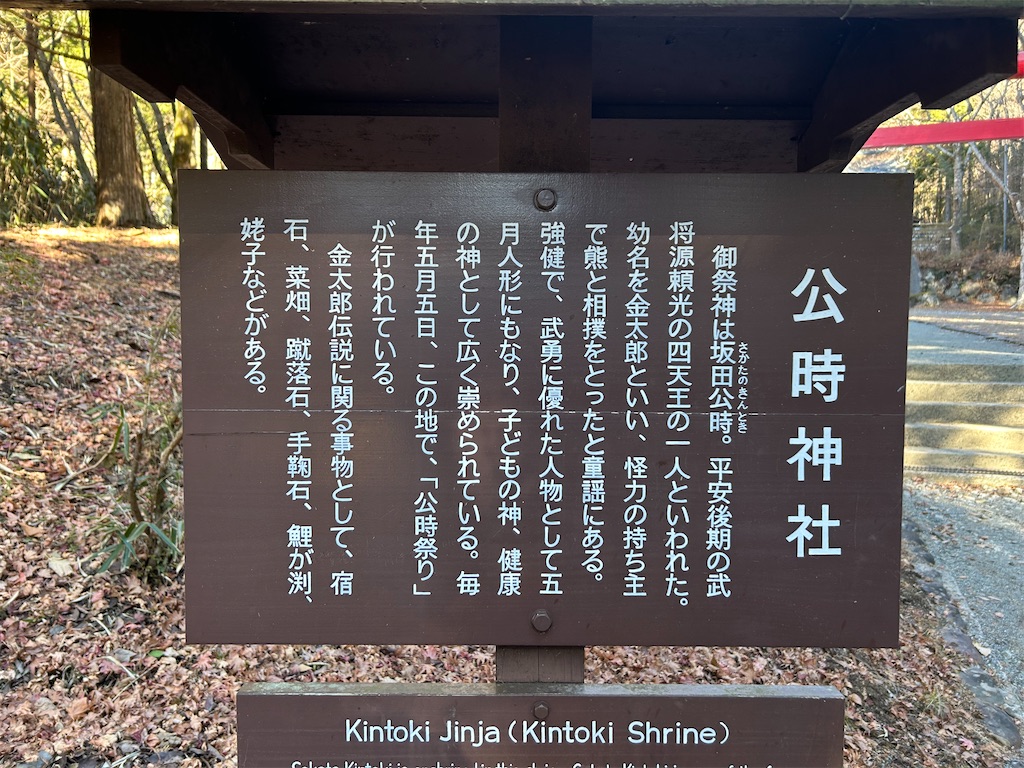 公時神社
御祭神は坂田公時。平安後期の武
さかたのきんとき
将源頼光の四天王の一人といわれた。
幼名を金太郎といい、怪力の持ち主
で熊と相撲をとったと童謡にある。
強健で、武勇に優れた人物として五
月人形にもなり、子どもの神、健康
の神として広く崇められている。毎
年五月五日、この地で、「公時祭り」
が行われている。
金太郎伝説に関る事物として、宿
石、菜畑、蹴落石、手鞠石、鯉が渕、
姥子などがある。
Kintoki Jinja (Kintoki Shrine)